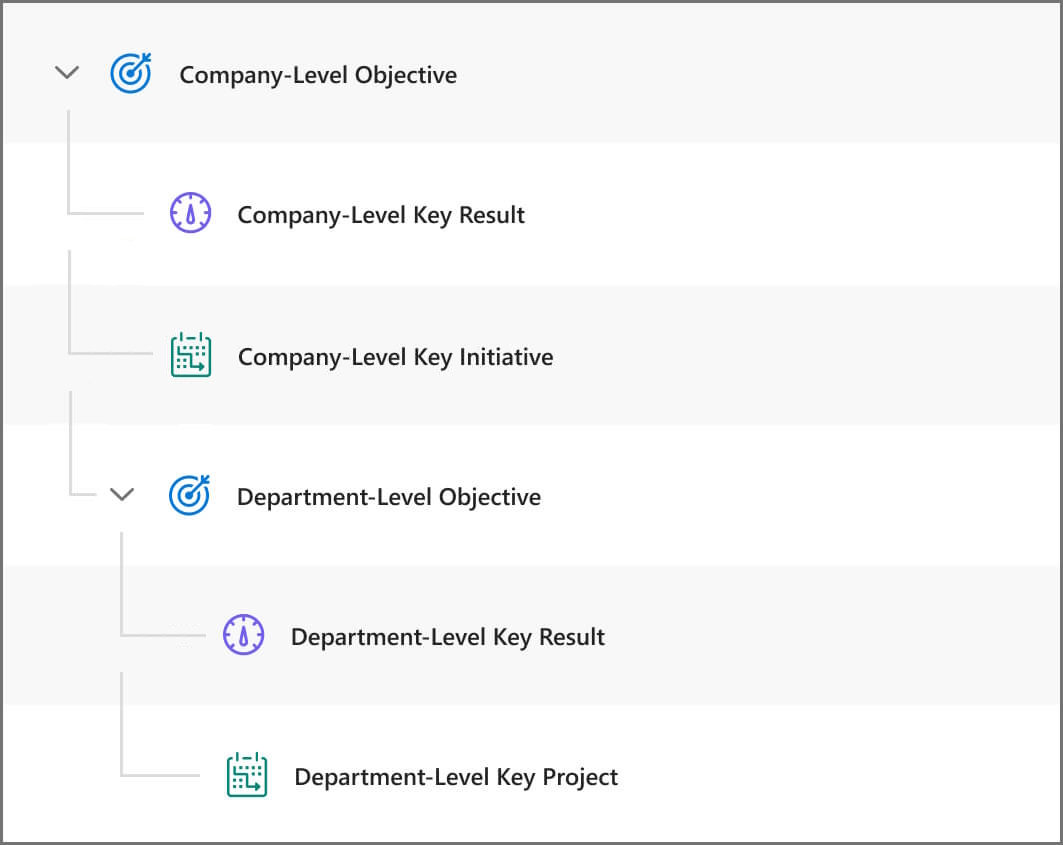 Company-Level Objective
Company-Level Key Result
Company-Level Key Initiative
Department-Level Objective
Department-Level Key Result
Department-Level Key Project